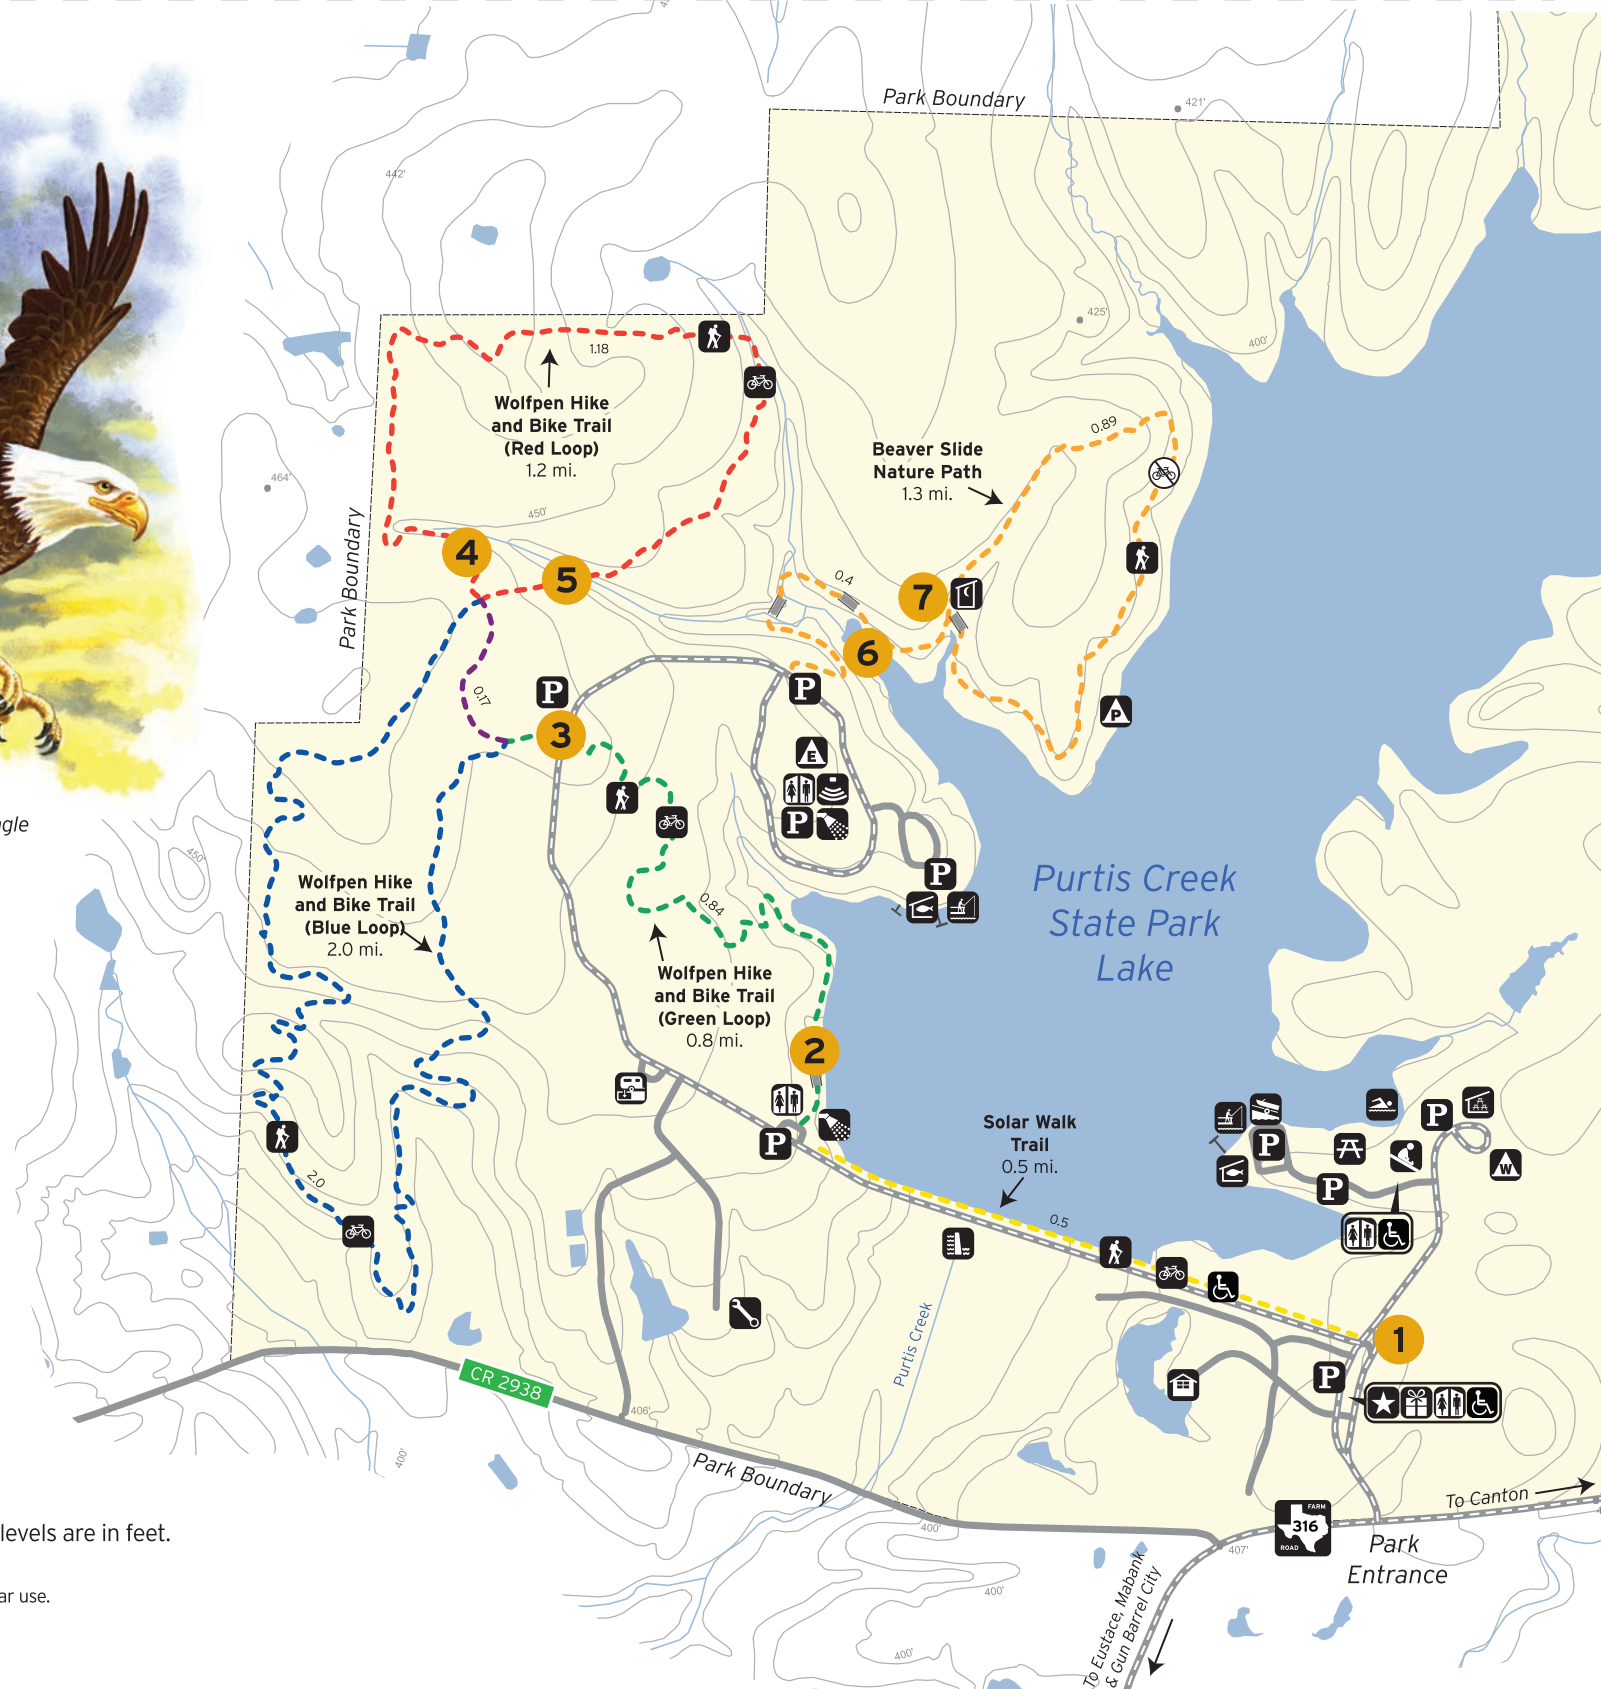 Park Boundary
421'
442'
425'
400'
1.18
Wolfpen Hike
and Bike Trail
(Red Loop)
1.2 mi.
0.89
Beaver Slide
Nature Path
1.3 mi.
464'
450'
Park Boundary
4
5
0.4
7
6
0.17
P
3
P
P
E
P
gle
450'
Wolfpen Hike
and Bike Trail
(Blue Loop)
2.0 mi.
0.84
P
Purtis Creek
State Park
Lake
Wolfpen Hike
and Bike Trail
(Green Loop)
0.8 mi.
2
P
Solar Walk
Trail
0.5 mi.
P
P
P
W
2.0
0.5
1
P
Purtis Creek
CR 2938
406'
400'
Park Boundary
400'
To Canton
FARM
316
ROAD
Park
Entrance
407'
levels are in feet.
ar use.
400'
400'
To Eustace, Mabank
& Gun Barrel City